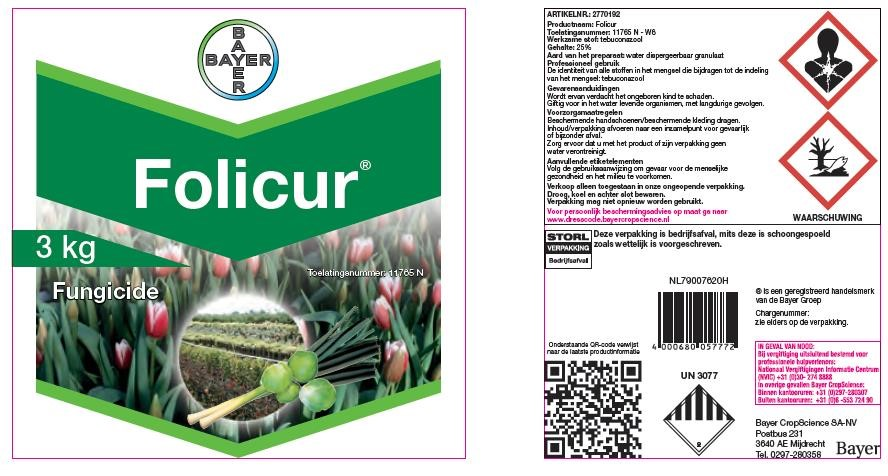 BAYER
BAYER
Folicur®
3 kg
Toelatingsnummer: 11765 N
Fungicide
ARTIKELNR.: 2770192
Productnaam: Folicur
Toelatingsnummer: 11765 N - W6
Werkzame stof: tebuconazool
Gehalte: 25%
Aard van het preparaat: water dispergeerbaar granulaat
Professioneel gebruik
De identiteit van alle stoffen in het mengsel die bijdragen tot de indeling
van het mengsel: tebuconazool
Gevarenaanduidingen
Wordt ervan verdacht het ongeboren kind te schaden.
Giftig voor in het water levende organismen, met langdurige gevolgen.
Voorzorgsmaatregelen
Beschermende handschoenen/beschermende kleding dragen.
Inhoud/verpakking afvoeren naar een inzamelpunt voor gevaarlijk
of bijzonder afval.
Zorg ervoor dat u met het product of zijn verpakking geen
water verontreinigt.
Aanvullende etiketelementen
Volg de gebruiksaanwijzing om gevaar voor de menselijke
gezondheid en het milieu te voorkomen.
Verkoop alleen toegestaan in onze ongeopende verpakking.
Droog, koel en achter slot bewaren.
Verpakking mag niet opnieuw worden gebruikt.
Voor persoonlijk beschermingsadvies op maat ga naar
www.dresscode.bayercropscience.nl
WAARSCHUWING
STORL
VERPAKKING
Bedrijfsafval
Deze verpakking is bedrijfsafval, mits deze is schoongespoeld
zoals wettelijk is voorgeschreven.
NL79007620H
4 000680 057772
® is een geregistreerd handelsmerk
van de Bayer Groep
Chargenummer:
zie elders op de verpakking.
Onderstaande QR-code verwijst
naar de laatste productinformatie
UN 3077
9
IN GEVAL VAN NOOD:
Bij vergiftiging uitsluitend bestemd voor
professionele hulpverleners:
Nationaal Vergiftigingen Informatie Centrum
(NVIC) +31 (0)30- 274 8888
In overige gevallen Bayer CropScience:
Binnen kantooruren: +31 (0)297-280307
Buiten kantooruren: +31 (0)6 -553 724 90
Bayer CropScience SA-NV
Postbus 231
3640 AE Mijdrecht
Tel. 0297-280358
Bayer